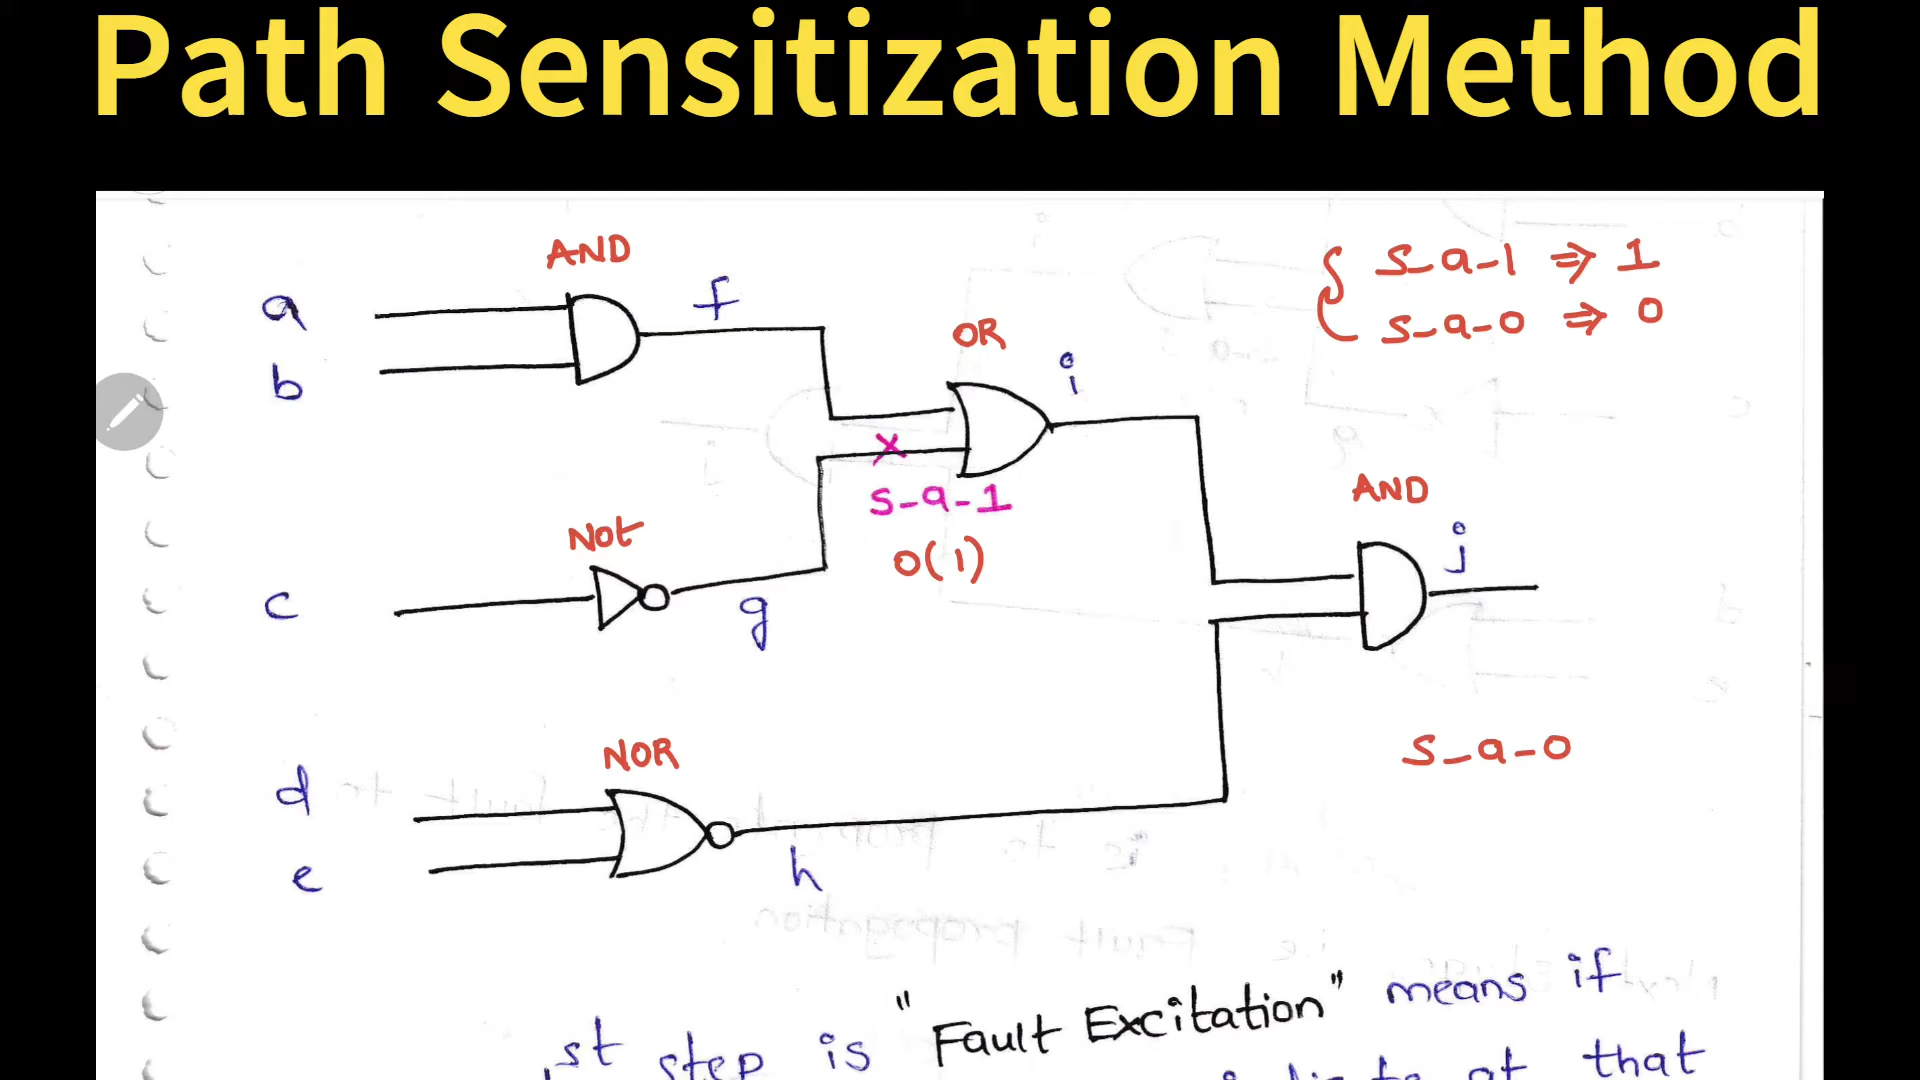 Path Sensitization Method
AND
a
f
b
s-a-1 ⇒ 1
s-a-0 ⇒ 0
OR
i
x
s-a-1
0(1)
Not
c
g
AND
j
s-a-0
NOR
d
e
h
st step is "Fault Excitation" means if
at that